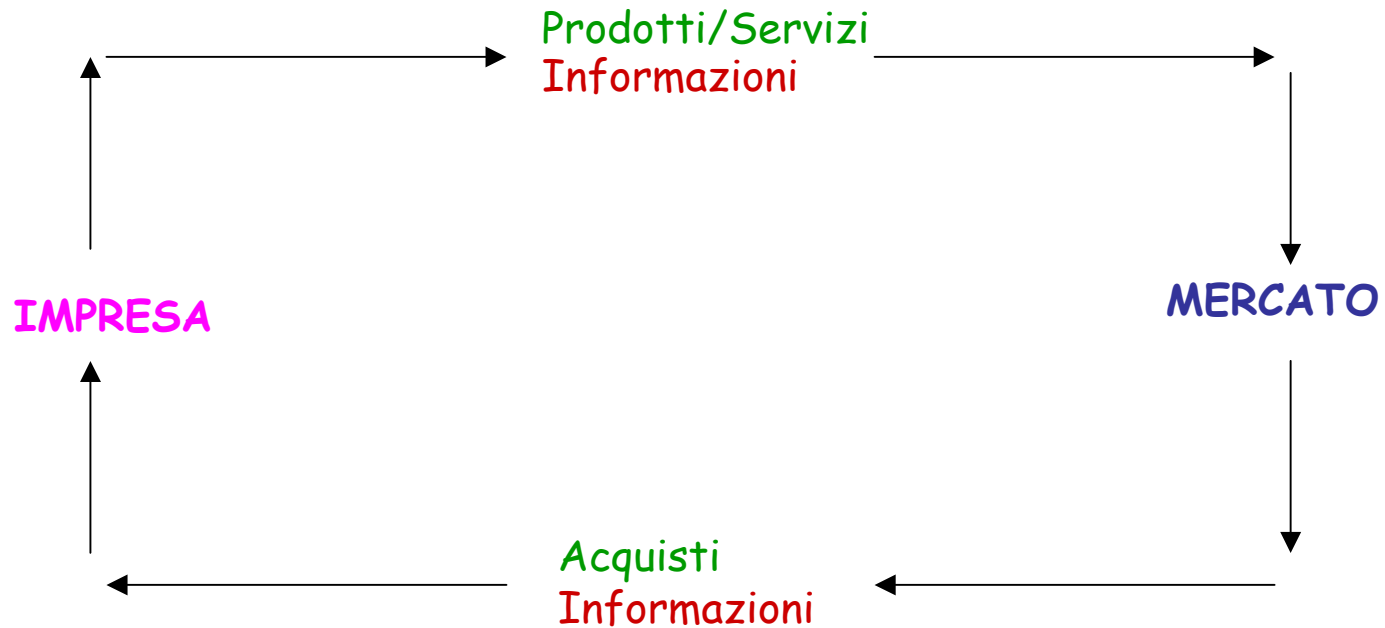 Prodotti/Servizi
Informazioni
IMPRESA
MERCATO
Acquisti
Informazioni